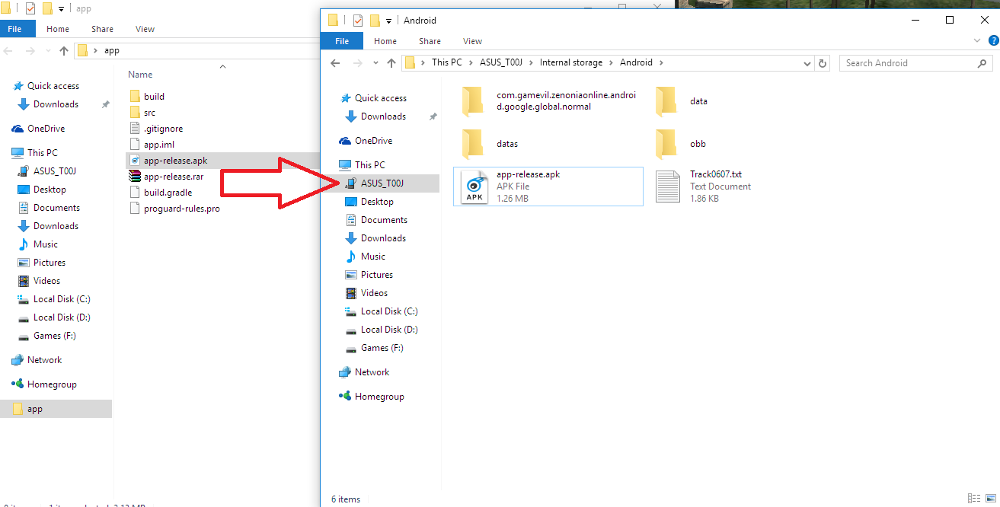 app
File
Home
Share
View
app
Name
Quick access
Downloads
OneDrive
This PC
ASUS_T00J
Desktop
Documents
Downloads
Music
Pictures
Videos
Local Disk (C:)
Local Disk (D:)
Games (F:)
Network
Homegroup
app
build
src
.gitignore
app.iml
app-release.apk
app-release.rar
build.gradle
proguard-rules.pro
Android
File
Home
Share
View
This PC
ASUS_T00J
Internal storage
Android
Search Android
Quick access
Downloads
OneDrive
This PC
ASUS_T00J
Desktop
Documents
Downloads
Music
Pictures
Videos
Local Disk (C:)
Local Disk (D:)
Games (F:)
Network
Homegroup
com.gamevil.zenoniaonline.androi
d.google.global.normal
data
datas
obb
APK
app-release.apk
APK File
1.26 MB
Track0607.txt
Text Document
1.86 KB
6 items